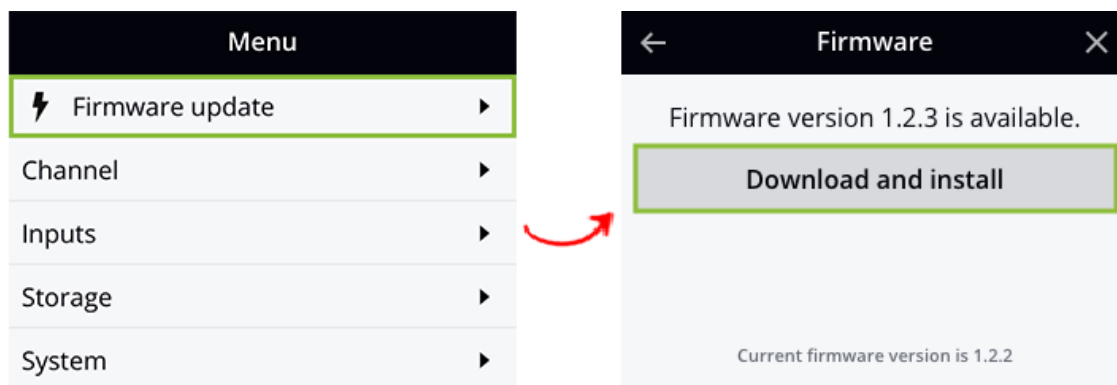 Menu
Firmware update
Channel
Inputs
Storage
System
Firmware
Firmware version 1.2.3 is available.
Download and install
Current firmware version is 1.2.2